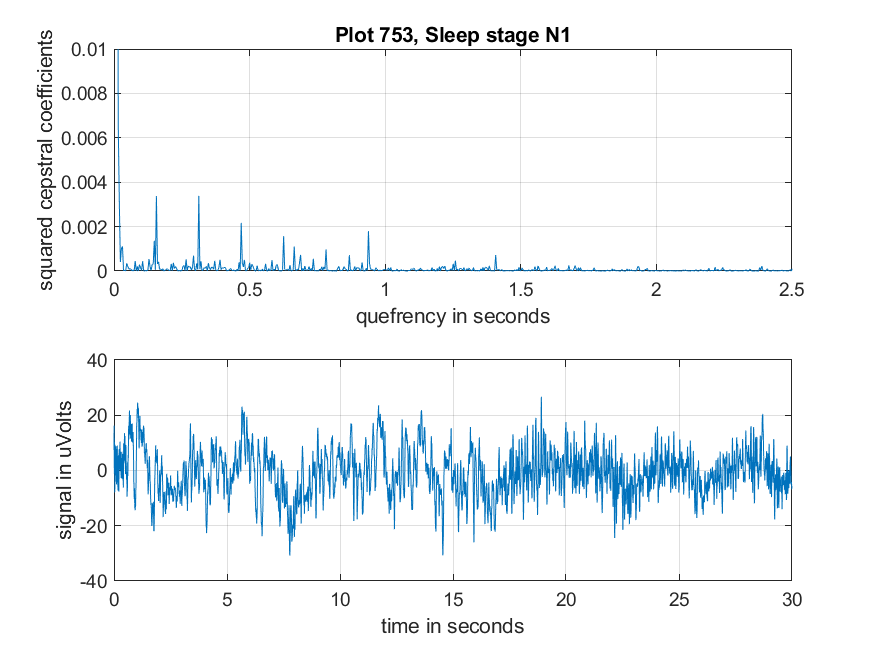 Plot 753, Sleep stage N1
squared cepstral coefficients
0.01
0.008
0.006
0.004
0.002
0
0 0.5 1 1.5 2 2.5
quefrency in seconds
signal in uVolts
40
20
0
-20
-40
0 5 10 15 20 25 30
time in seconds